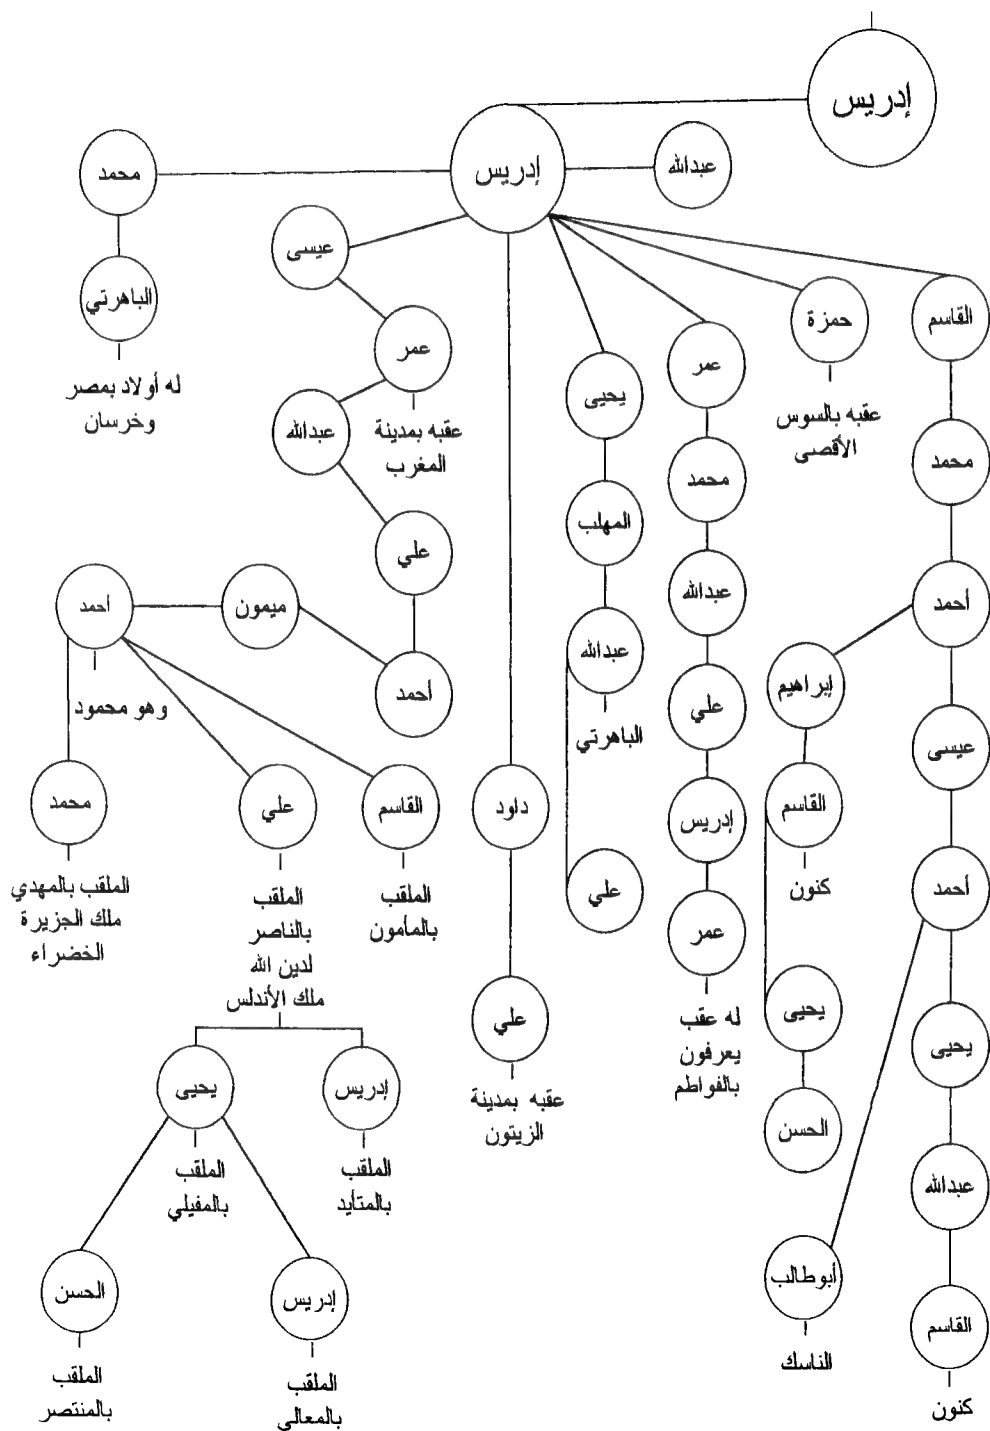 إدريس
إدريس
عبدالله
محمد
الباهرتي
له أولاد بمصر
وخرسان
عيسى
عمر
عقبه بمدينة
المغرب
عبدالله
علي
أحمد
ميمون
أحمد
وهو محمود
محمد
الملقب بالمهدي
ملك الجزيرة
الخضراء
علي
الملقب
بالناصر
لدين الله
ملك الأندلس
القاسم
الملقب
بالمأمون
يحيى
الملقب
بالمفيلي
إدريس
الملقب
بالمتأيد
الحسن
الملقب
بالمنتصر
إدريس
الملقب
بالمعالي
داود
علي
عقبه بمدينة
الزيتون
يحيى
المهلب
عبدالله
الباهرتي
علي
عمر
محمد
عبدالله
علي
إدريس
عمر
له عقب
يعرفون
بالفواطم
حمزة
عقبه بالسوس
الأقصى
القاسم
محمد
أحمد
إبراهيم
القاسم
كنون
يحيى
الحسن
عيسى
أحمد
أبوطالب
الناسك
يحيى
عبدالله
القاسم
كنون